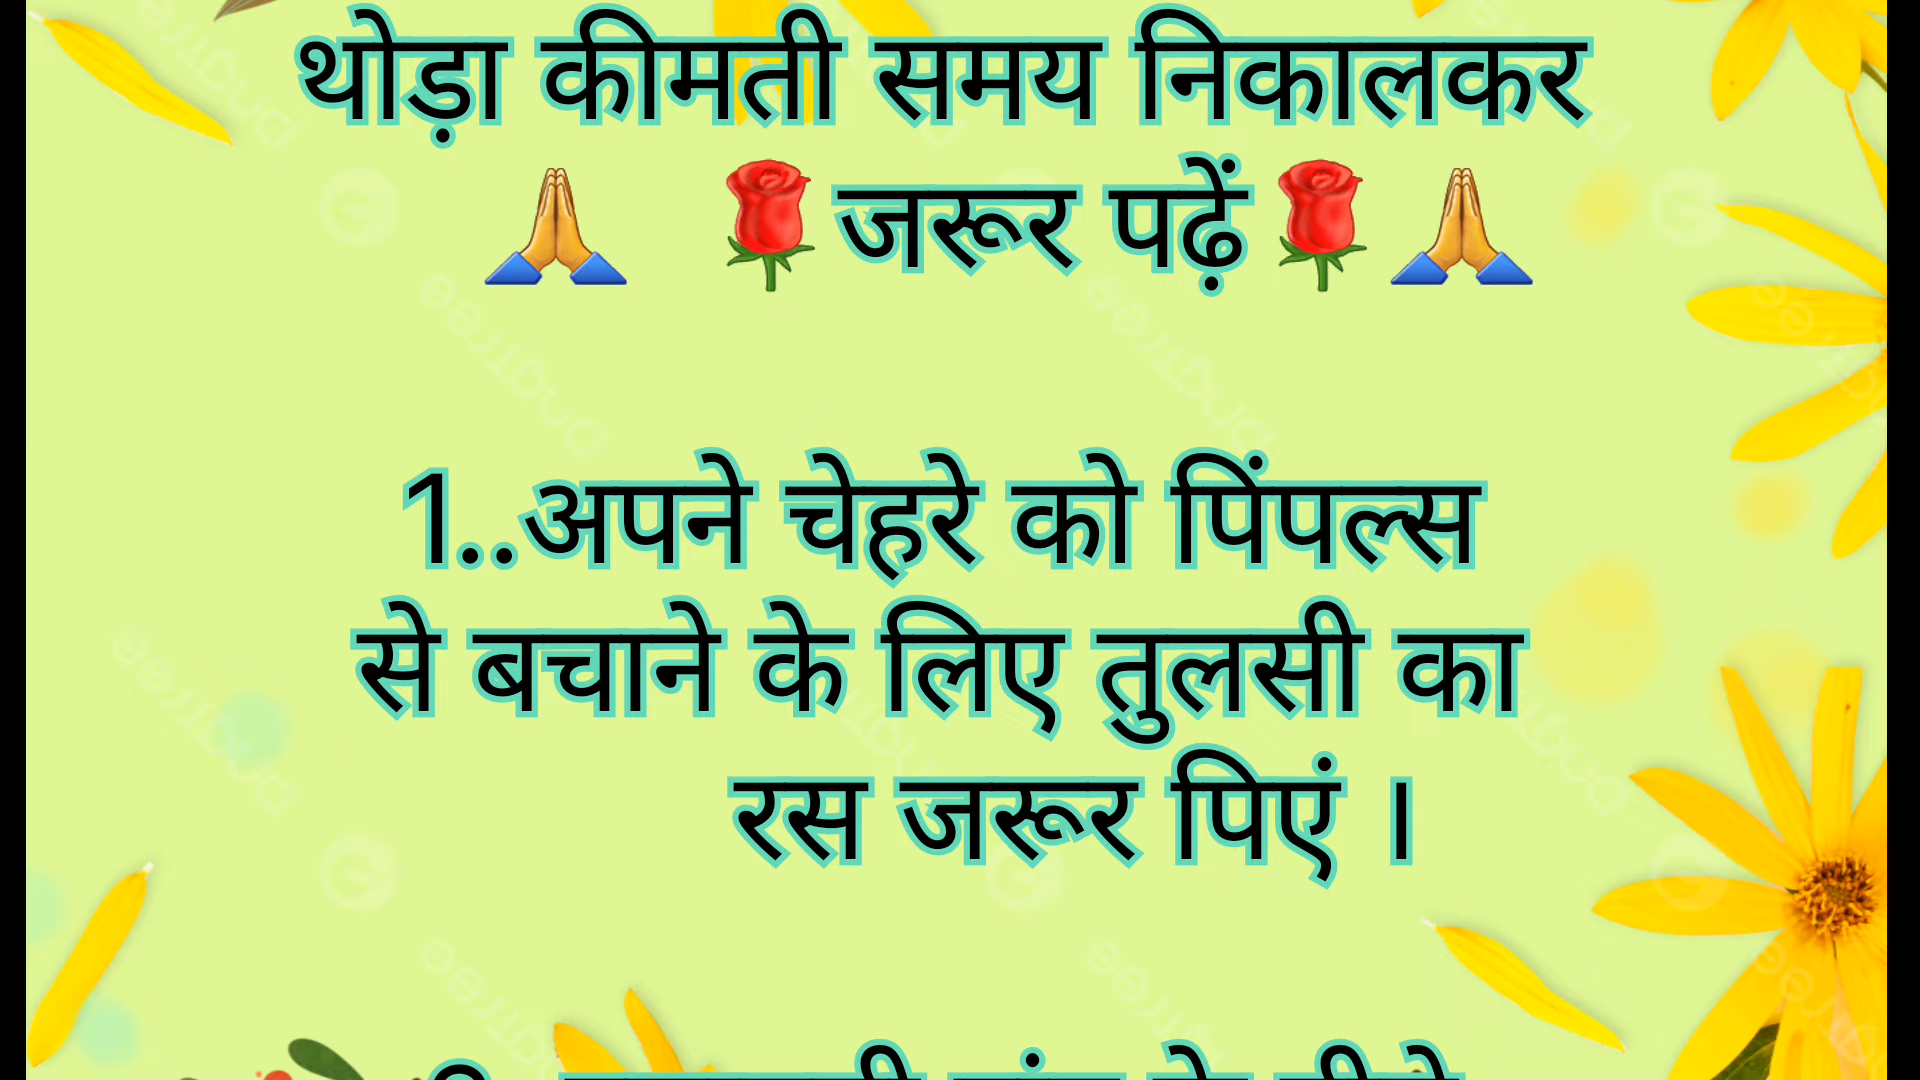 थोड़ा कीमती समय निकालकर
🙏 🌹जरूर पढ़ें🌹🙏
1..अपने चेहरे को पिंपल्स
से बचाने के लिए तुलसी का
रस जरूर पिएं ।